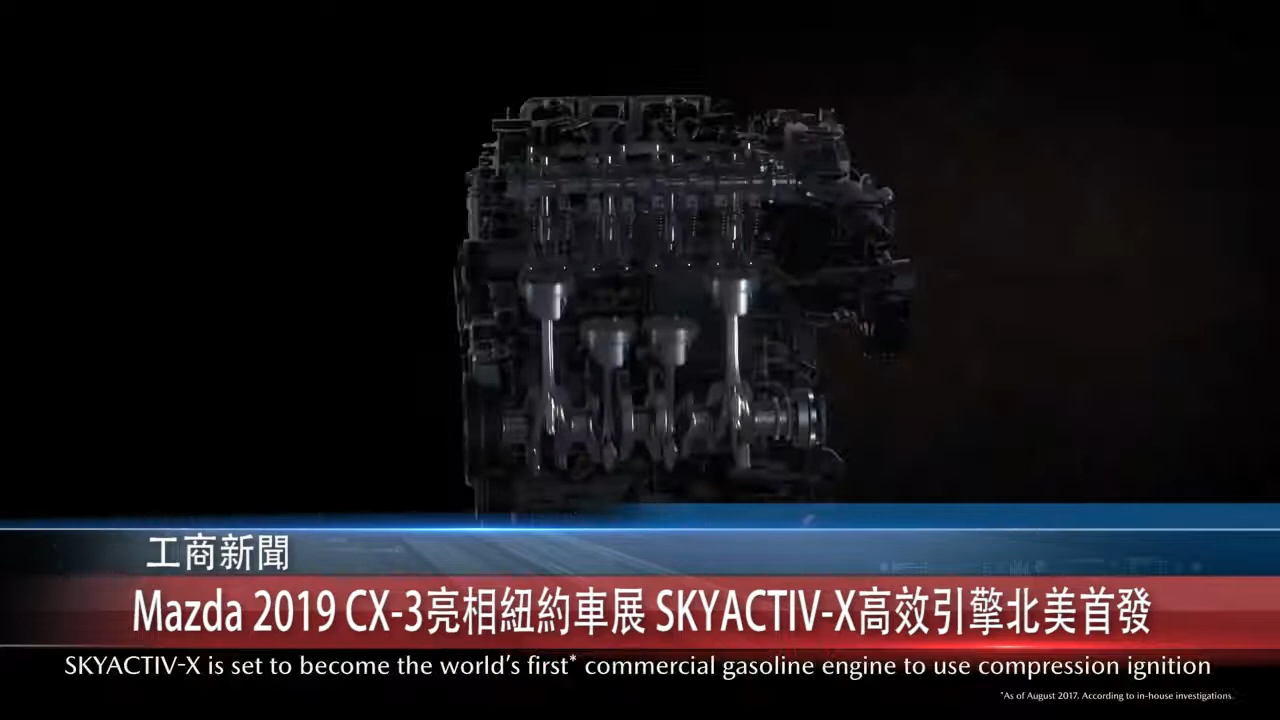 工商新聞
Mazda 2019 CX-3亮相紐約車展 SKYACTIV-X高效引擎北美首發
SKYACTIV-X is set to become the world's first* commercial gasoline engine to use compression ignition
*As of August 2017. According to in-house investigations.